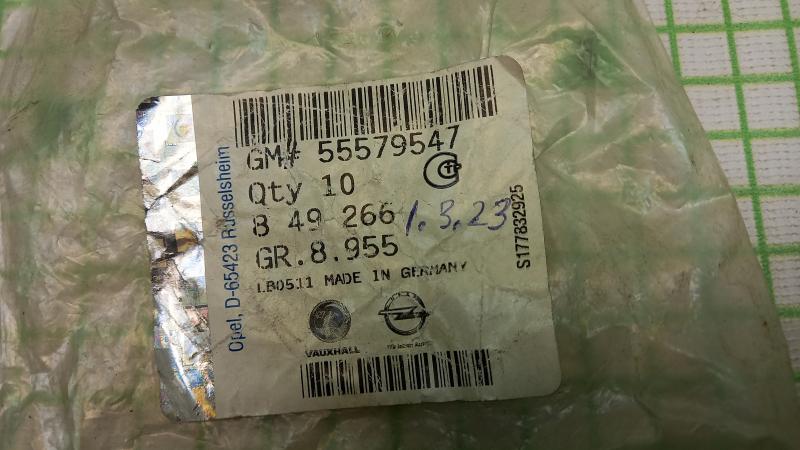 GM# 55579547
Qty 10
8 49 266
1.3.23
GR.8.955
LB0511 MADE IN GERMANY
VAUXHALL
Opel, D-65423 Rüsselsheim
S177832925